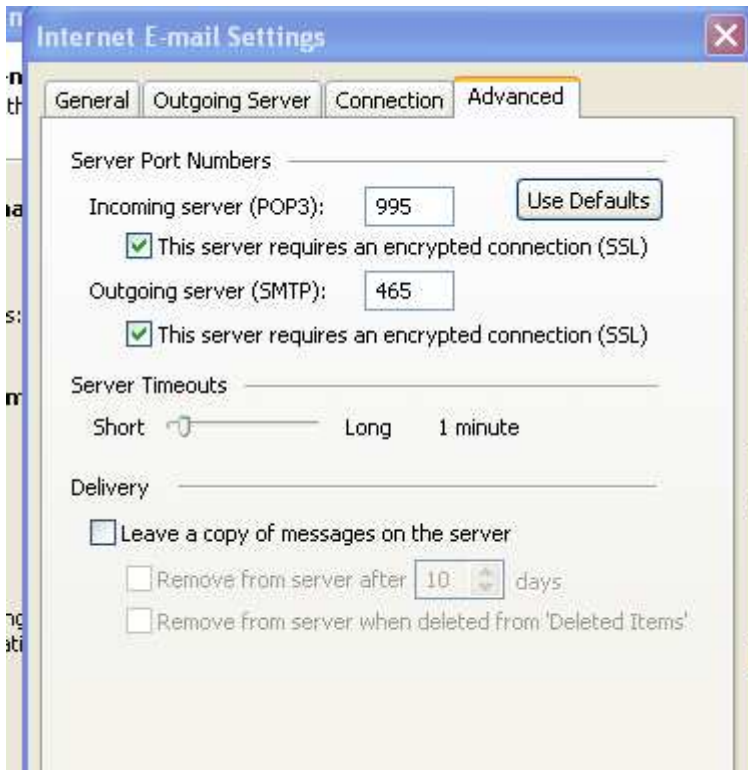 Internet E-mail Settings
General Outgoing Server Connection Advanced
Server Port Numbers
Incoming server (POP3): 995 Use Defaults
This server requires an encrypted connection (SSL)
Outgoing server (SMTP): 465
This server requires an encrypted connection (SSL)
Server Timeouts
Short Long 1 minute
Delivery
Leave a copy of messages on the server
Remove from server after 10 days
Remove from server when deleted from 'Deleted Items'